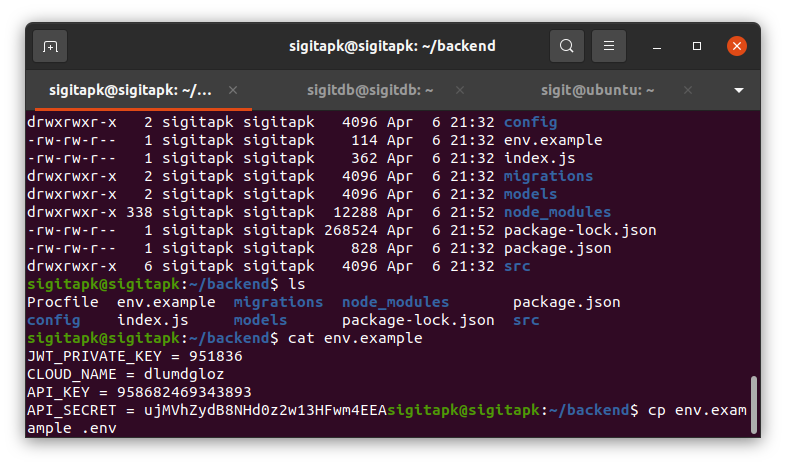 sigitapk@sigitapk: ~/backend
sigitapk@sigitapk: ~/... × sigitdb@sigitdb: ~ × sigit@ubuntu: ~ ×
drwxrwxr-x   2 sigitapk sigitapk   4096 Apr  6 21:32 config
-rw-rw-r--   1 sigitapk sigitapk    114 Apr  6 21:32 env.example
-rw-rw-r--   1 sigitapk sigitapk    362 Apr  6 21:32 index.js
drwxrwxr-x   2 sigitapk sigitapk   4096 Apr  6 21:32 migrations
drwxrwxr-x   2 sigitapk sigitapk   4096 Apr  6 21:32 models
drwxrwxr-x 338 sigitapk sigitapk  12288 Apr  6 21:52 node_modules
-rw-rw-r--   1 sigitapk sigitapk 268524 Apr  6 21:52 package-lock.json
-rw-rw-r--   1 sigitapk sigitapk    828 Apr  6 21:32 package.json
drwxrwxr-x   6 sigitapk sigitapk   4096 Apr  6 21:32 src
sigitapk@sigitapk:~/backend$ ls
Procfile  env.example  migrations  node_modules       package.json
config    index.js     models      package-lock.json  src
sigitapk@sigitapk:~/backend$ cat env.example
JWT_PRIVATE_KEY = 951836
CLOUD_NAME = dlumdgloz
API_KEY = 958682469343893
API_SECRET = ujMVhZydB8NHd0z2w13HFwm4EEAsigitapk@sigitapk:~/backend$ cp env.exam
ample .env